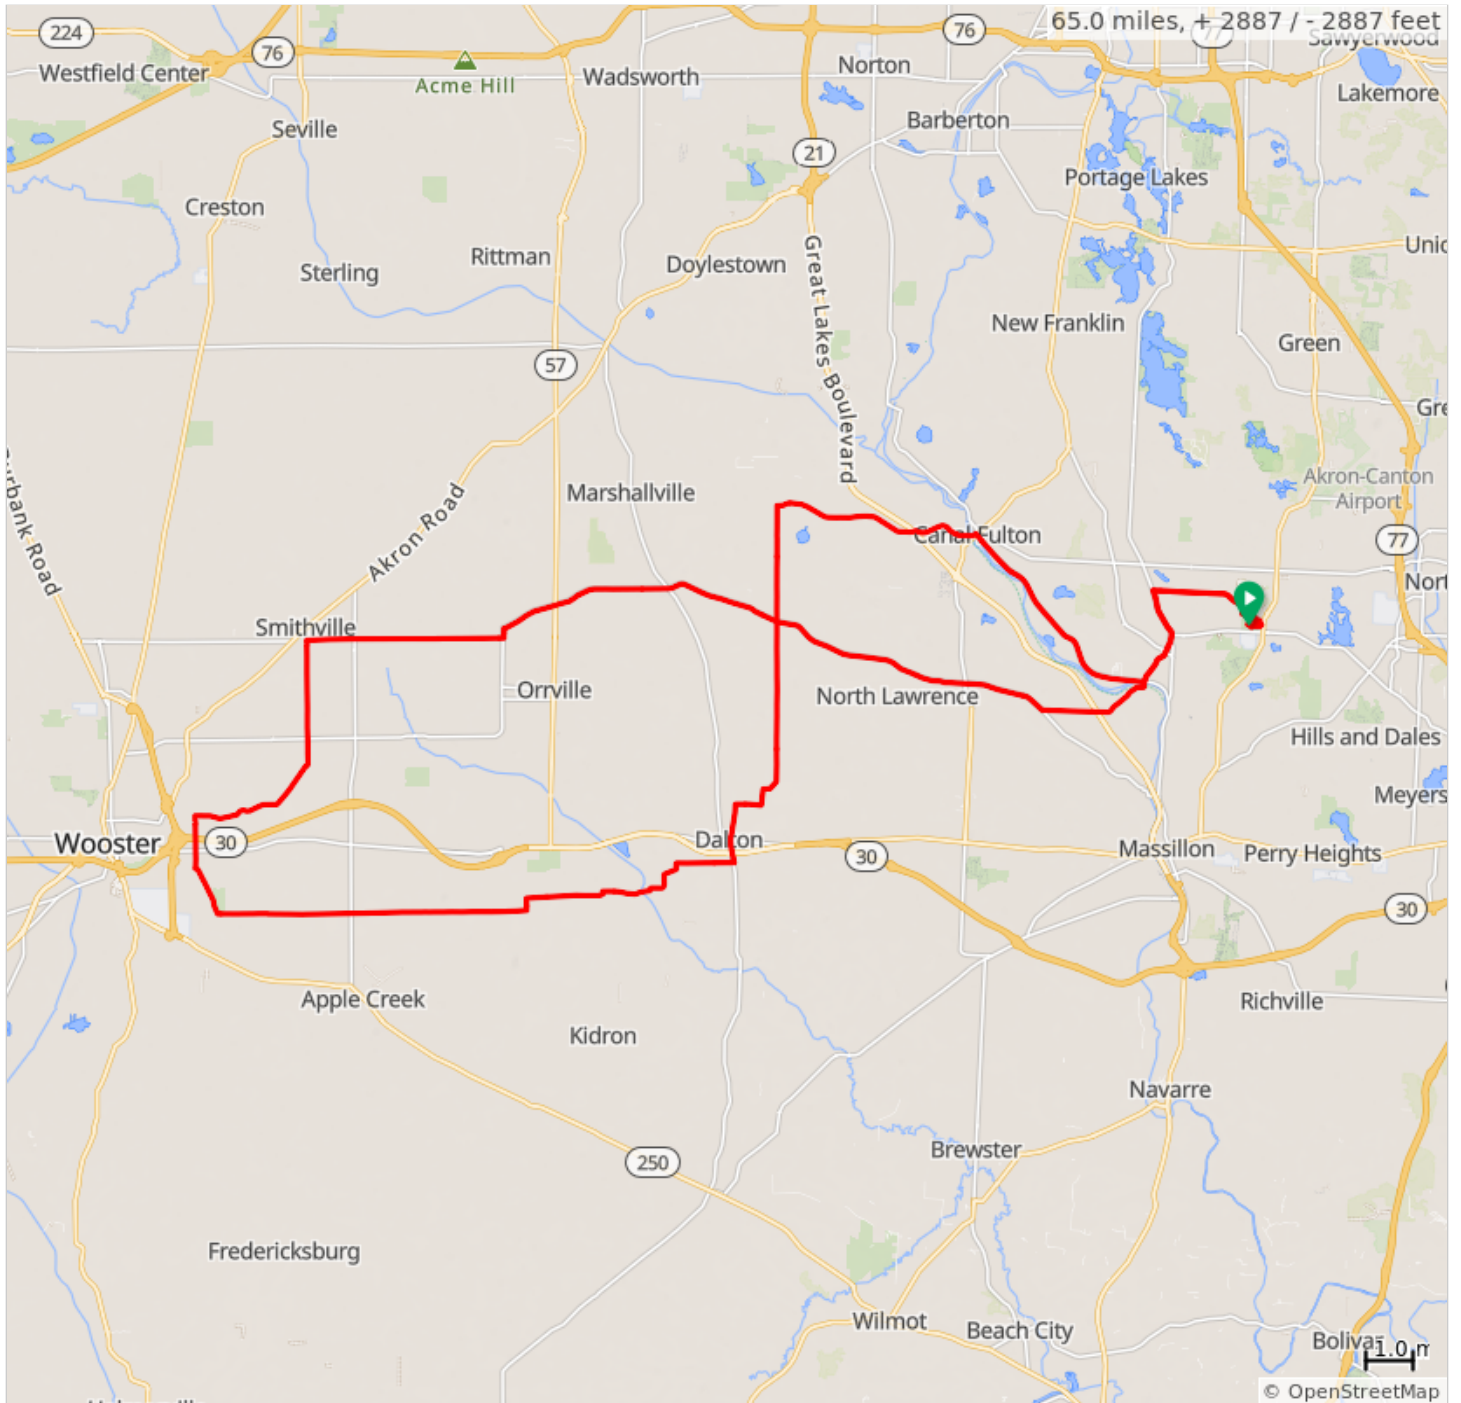 65.0 miles, + 2887 / - 2887 feet
224
76
76
77
Sawyerwood
Westfield Center
Acme Hill
Wadsworth
Norton
Lakemore
Seville
Barberton
21
Portage Lakes
Creston
Rittman
Doylestown
Sterling
Great Lakes Boulevard
New Franklin
Green
57
Marshallville
Akron-Canton
Airport
Akron Road
Canal Fulton
77
Smithville
Orrville
North Lawrence
Hills and Dales
Meyers
Wooster
30
Dalton
30
Massillon
Perry Heights
30
Apple Creek
Richville
Kidron
Navarre
Brewster
250
Fredericksburg
Wilmot
Beach City
Bolivar
© OpenStreetMap